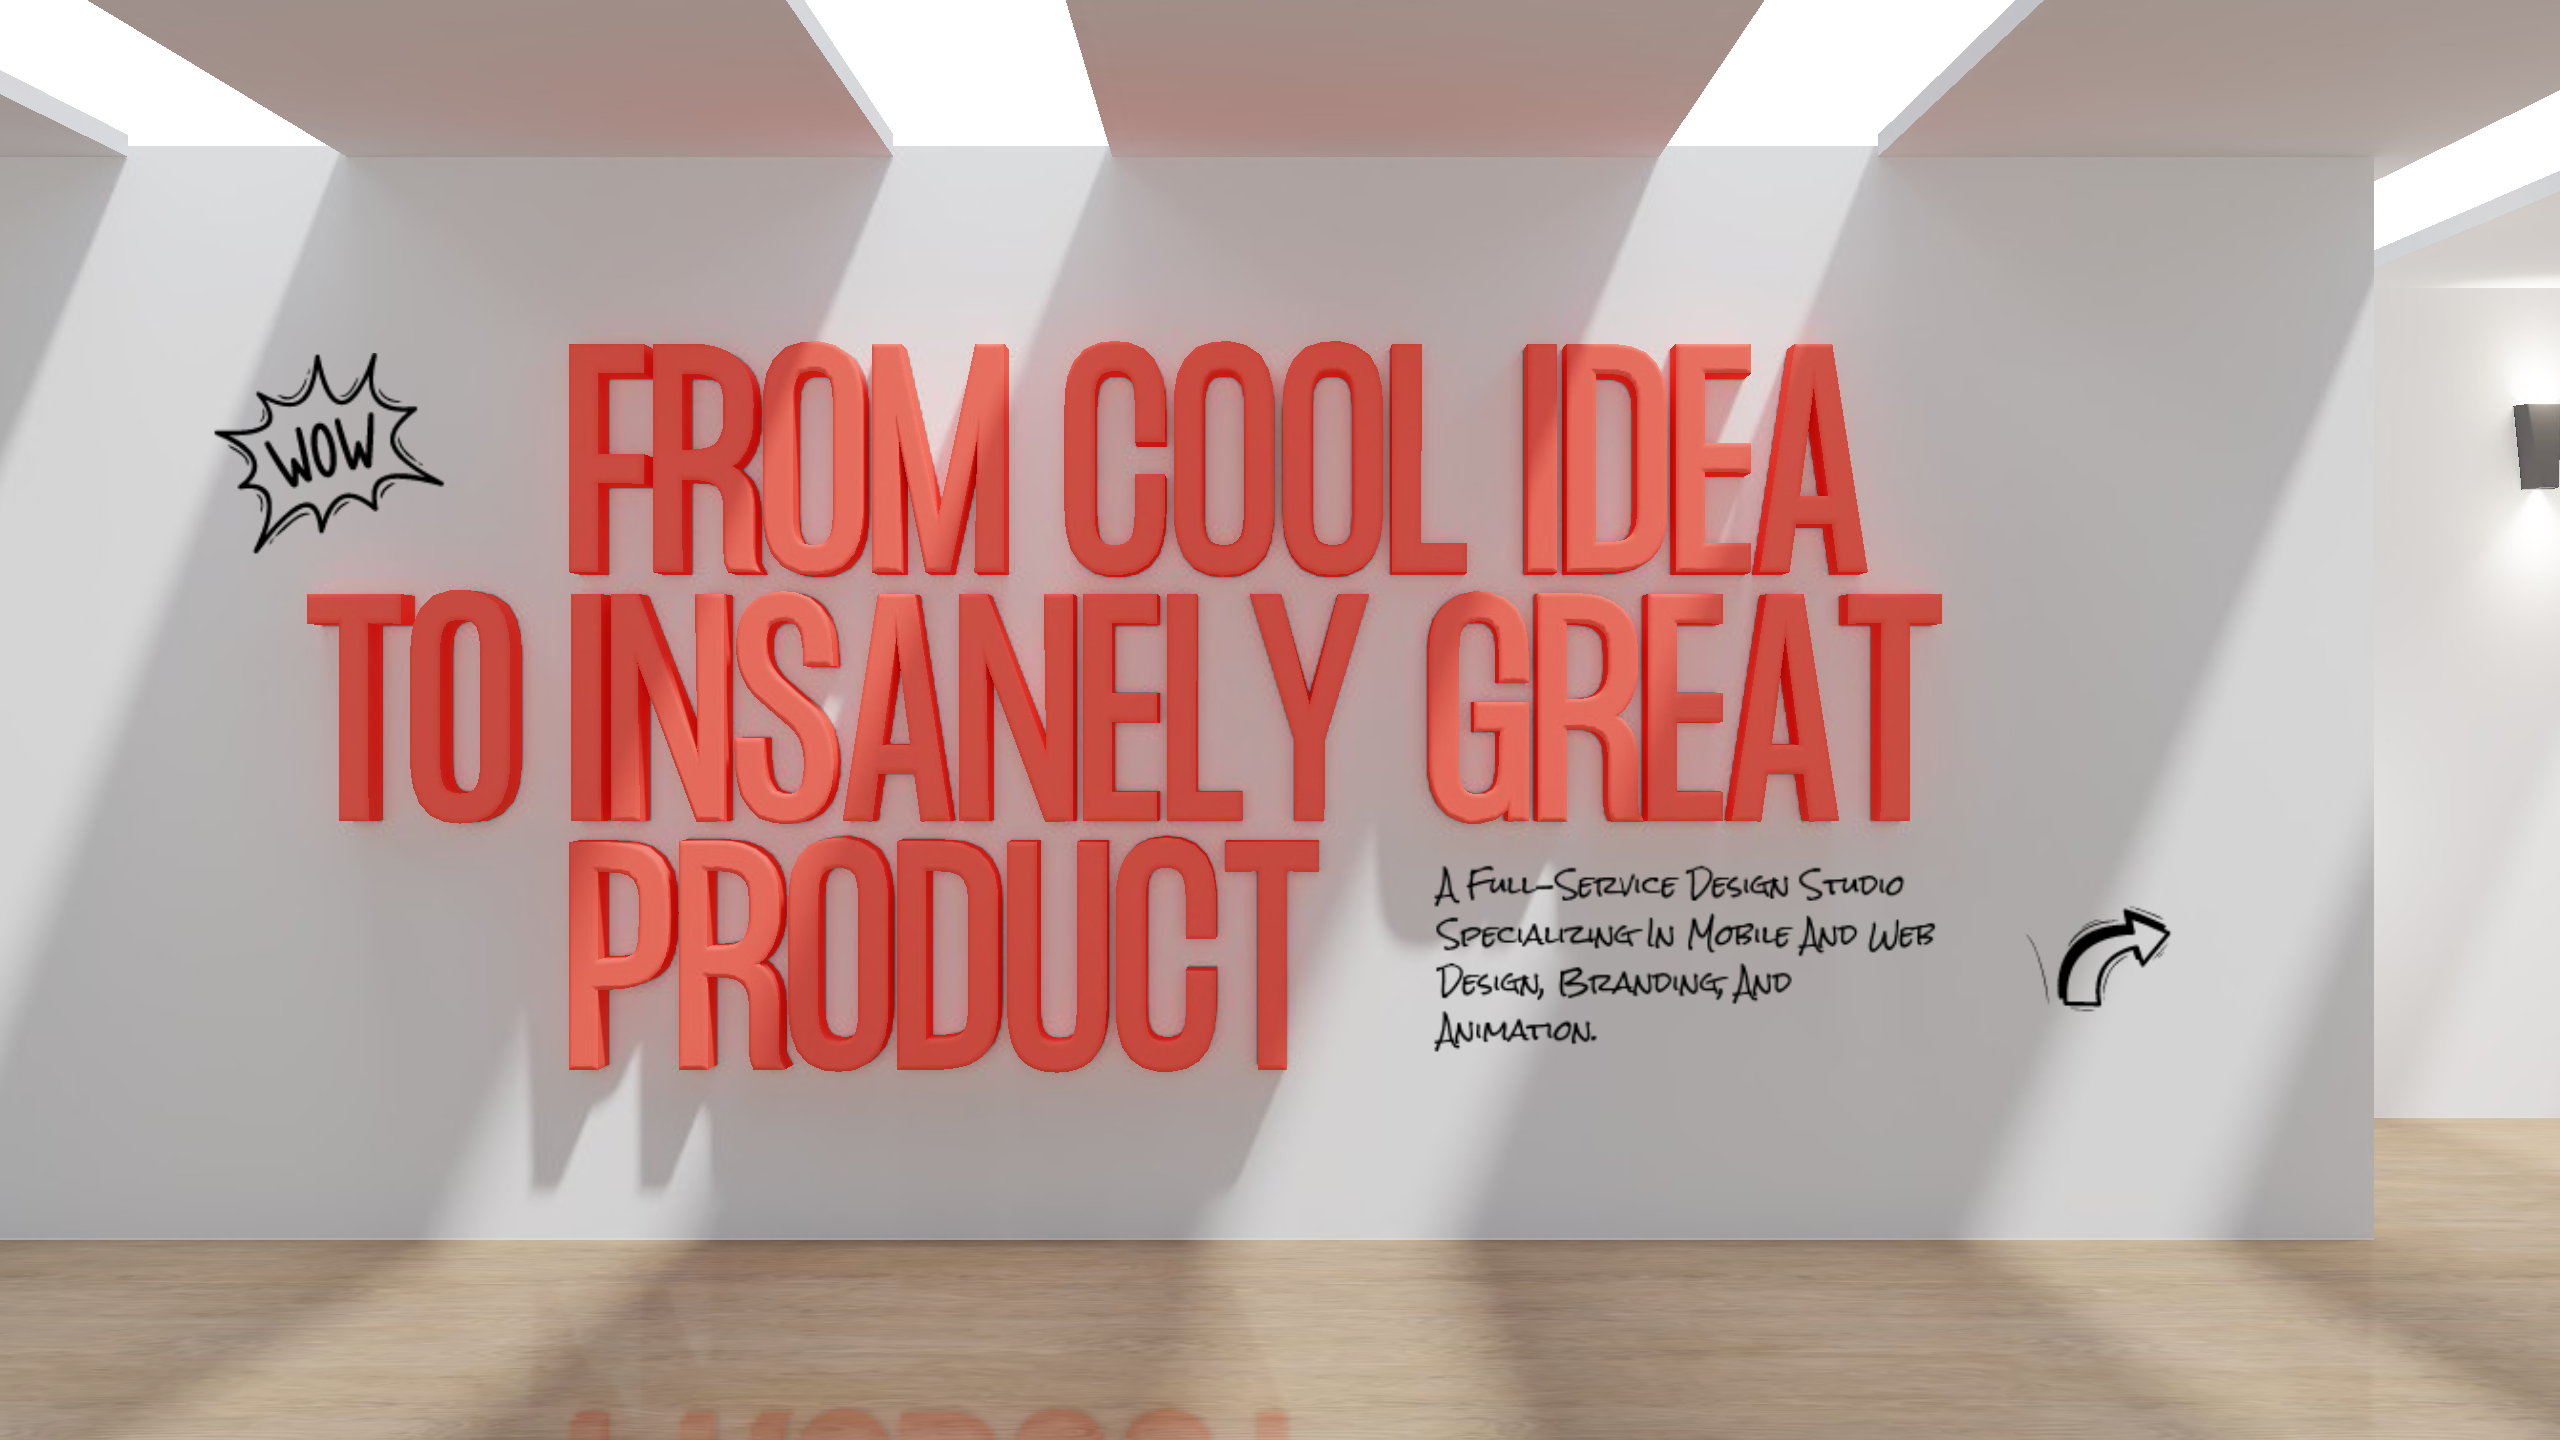 WOW
FROM COOL IDEA
TO INSANELY GREAT
PRODUCT
A Full-Service Design Studio
Specializing In Mobile And Web
Design, Branding, And
Animation.